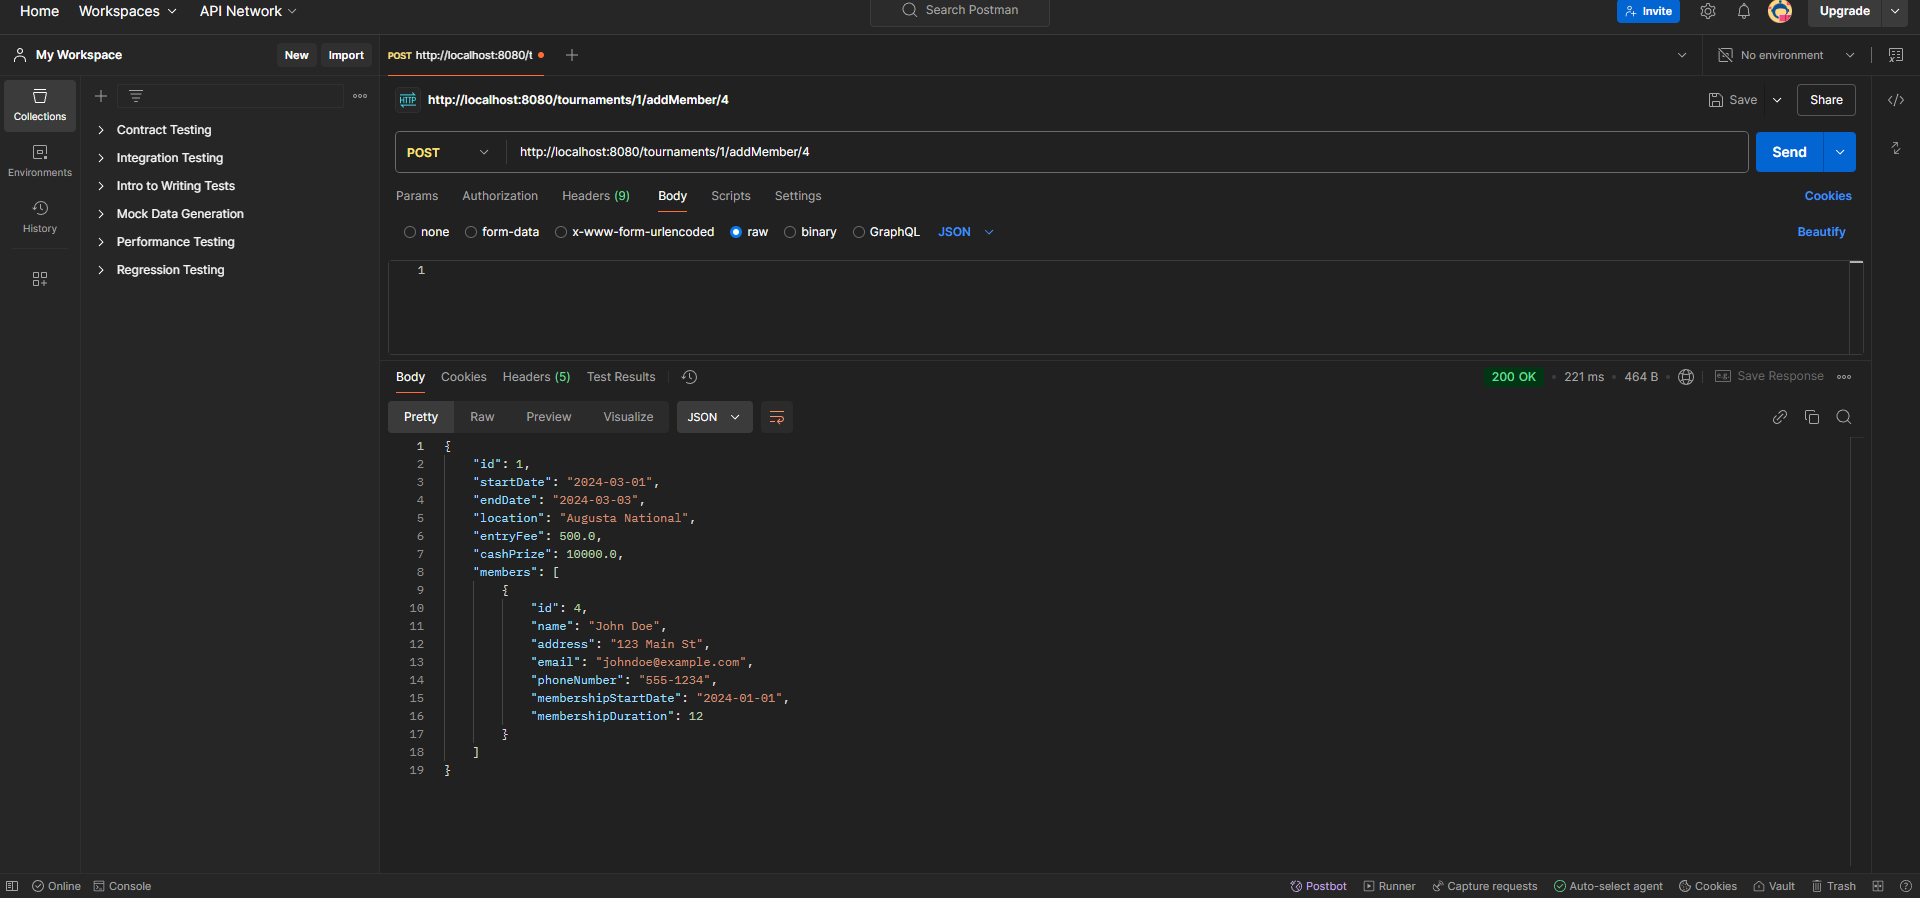 Home Workspaces API Network Search Postman Invite Upgrade
My Workspace New Import POST http://localhost:8080/t No environment
HTTP http://localhost:8080/tournaments/1/addMember/4 Save Share
Collections
Contract Testing
Integration Testing
Intro to Writing Tests
Mock Data Generation
Performance Testing
Regression Testing
Environments
History
POST http://localhost:8080/tournaments/1/addMember/4 Send
Params Authorization Headers (9) Body Scripts Settings Cookies
none form-data x-www-form-urlencoded raw binary GraphQL JSON Beautify
1
Body Cookies Headers (5) Test Results 200 OK 221 ms 464 B e.g. Save Response
Pretty Raw Preview Visualize JSON
1 {
2 "id": 1,
3 "startDate": "2024-03-01",
4 "endDate": "2024-03-03",
5 "location": "Augusta National",
6 "entryFee": 500.0,
7 "cashPrize": 10000.0,
8 "members": [
9 {
10 "id": 4,
11 "name": "John Doe",
12 "address": "123 Main St",
13 "email": "johndoe@example.com",
14 "phoneNumber": "555-1234",
15 "membershipStartDate": "2024-01-01",
16 "membershipDuration": 12
17 }
18 ]
19 }
Online Console Postbot Runner Capture requests Auto-select agent Cookies Vault Trash